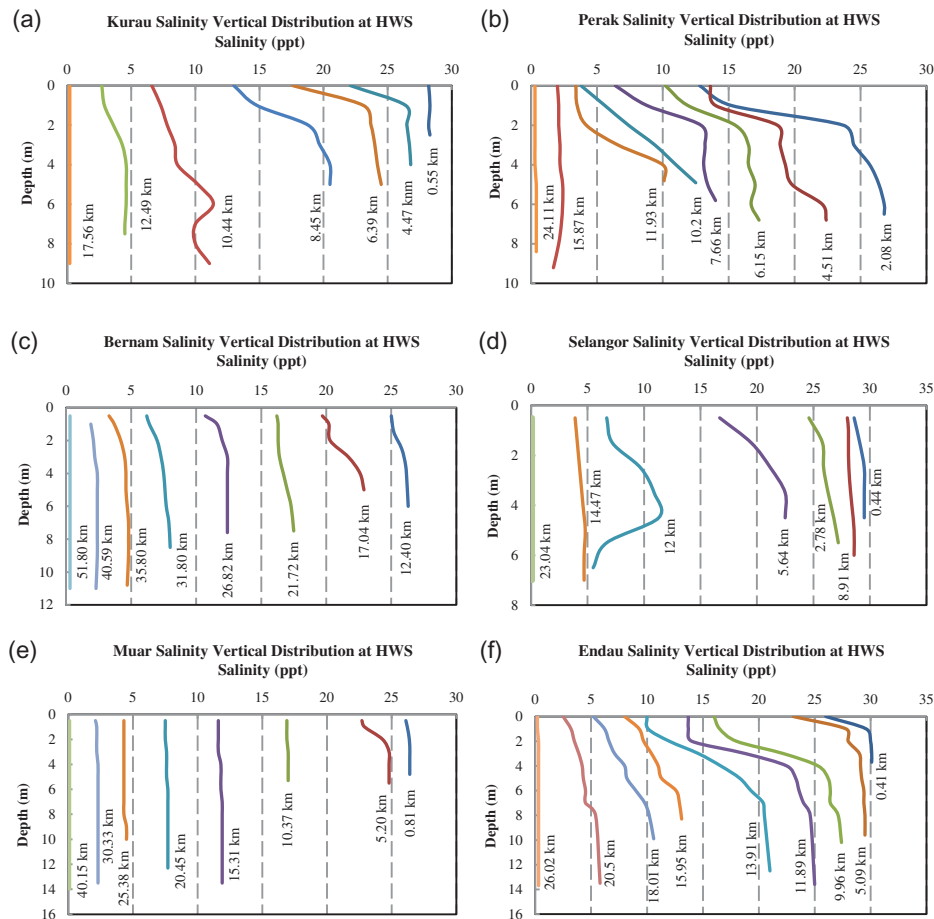 (a)
Kurau Salinity Vertical Distribution at HWS
Salinity (ppt)
0 5 10 15 20 25 30
Depth (m)
0
2
4
6
8
10
17.56 km
12.49 km
10.44 km
8.45 km
6.39 km
4.47 kmm
0.55 km
(b)
Perak Salinity Vertical Distribution at HWS
Salinity (ppt)
0 5 10 15 20 25 30
Depth (m)
0
2
4
6
8
10
24.11 km
15.87 km
11.93 km
10.2 km
7.66 km
6.15 km
4.51 km
2.08 km
(c)
Bernam Salinity Vertical Distribution at HWS
Salinity (ppt)
0 5 10 15 20 25 30
Depth (m)
0
2
4
6
8
10
12
51.80 km
40.59 km
35.80 km
31.80 km
26.82 km
21.72 km
17.04 km
12.40 km
(d)
Selangor Salinity Vertical Distribution at HWS
Salinity (ppt)
0 5 10 15 20 25 30 35
Depth (m)
0
2
4
6
8
23.04 km
14.47 km
12 km
5.64 km
2.78 km
8.91 km
0.44 km
(e)
Muar Salinity Vertical Distribution at HWS
Salinity (ppt)
0 5 10 15 20 25 30
Depth (m)
0
2
4
6
8
10
12
14
16
40.15 km
30.33 km
25.38 km
20.45 km
15.31 km
10.37 km
5.20 km
0.81 km
(f)
Endau Salinity Vertical Distribution at HWS
Salinity (ppt)
0 5 10 15 20 25 30 35
Depth (m)
0
2
4
6
8
10
12
14
16
26.02 km
20.5 km
18.01 km
15.95 km
13.91 km
11.89 km
9.96 km
5.09 km
0.41 km